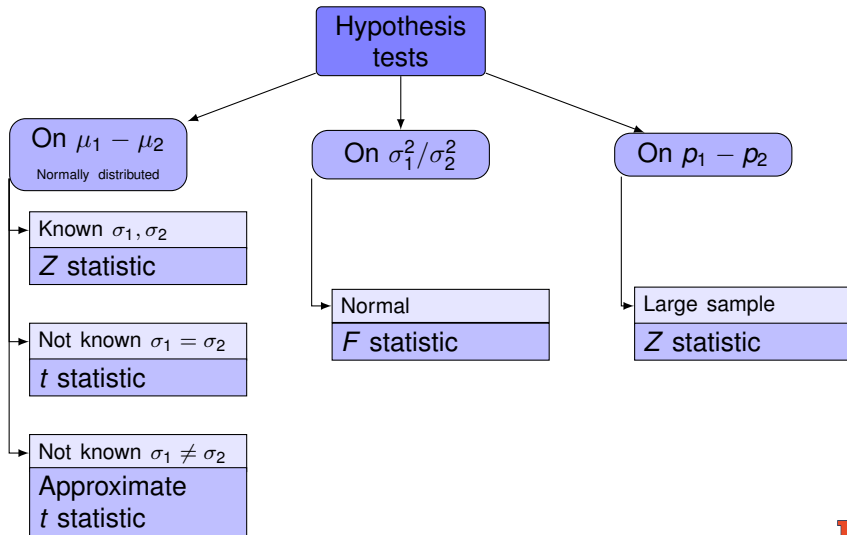 Hypothesis
tests
On μ₁ − μ₂
Normally distributed
Known σ₁, σ₂
Z statistic
Not known σ₁ = σ₂
t statistic
Not known σ₁ ≠ σ₂
Approximate
t statistic
On σ₁²/σ₂²
Normal
F statistic
On p₁ − p₂
Large sample
Z statistic